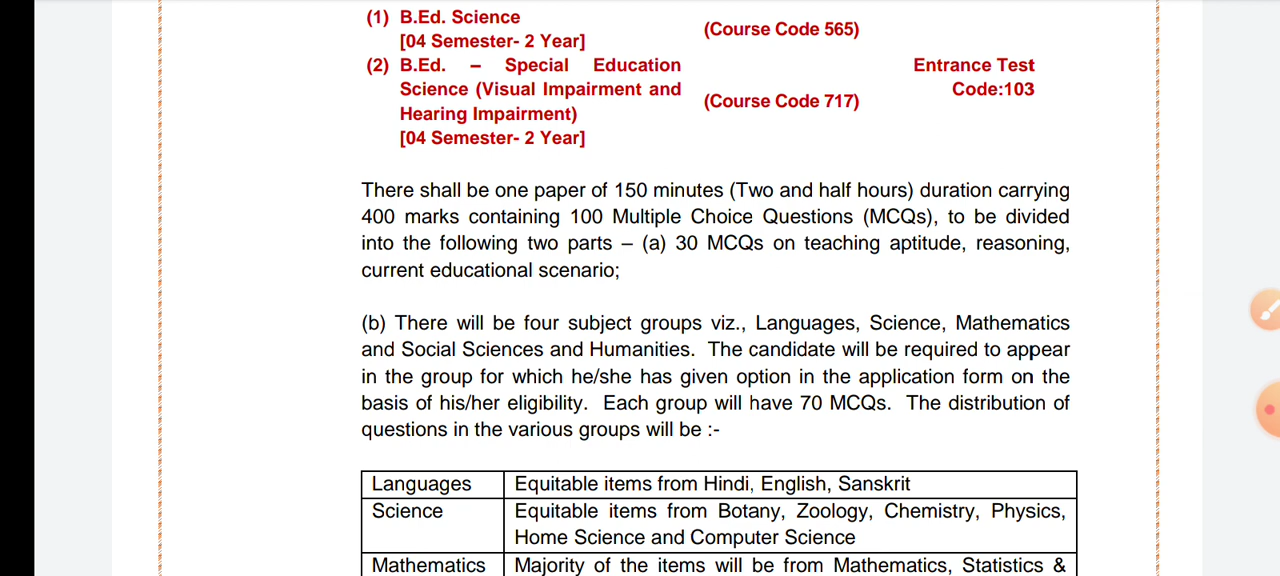 (1) B.Ed. Science
[04 Semester- 2 Year]
(Course Code 565)
(2) B.Ed. – Special Education
Science (Visual Impairment and
Hearing Impairment)
[04 Semester- 2 Year]
(Course Code 717)
Entrance Test
Code:103
There shall be one paper of 150 minutes (Two and half hours) duration carrying
400 marks containing 100 Multiple Choice Questions (MCQs), to be divided
into the following two parts – (a) 30 MCQs on teaching aptitude, reasoning,
current educational scenario;
(b) There will be four subject groups viz., Languages, Science, Mathematics
and Social Sciences and Humanities. The candidate will be required to appear
in the group for which he/she has given option in the application form on the
basis of his/her eligibility. Each group will have 70 MCQs. The distribution of
questions in the various groups will be :-
Languages Equitable items from Hindi, English, Sanskrit
Science Equitable items from Botany, Zoology, Chemistry, Physics,
Home Science and Computer Science
Mathematics Majority of the items will be from Mathematics, Statistics &